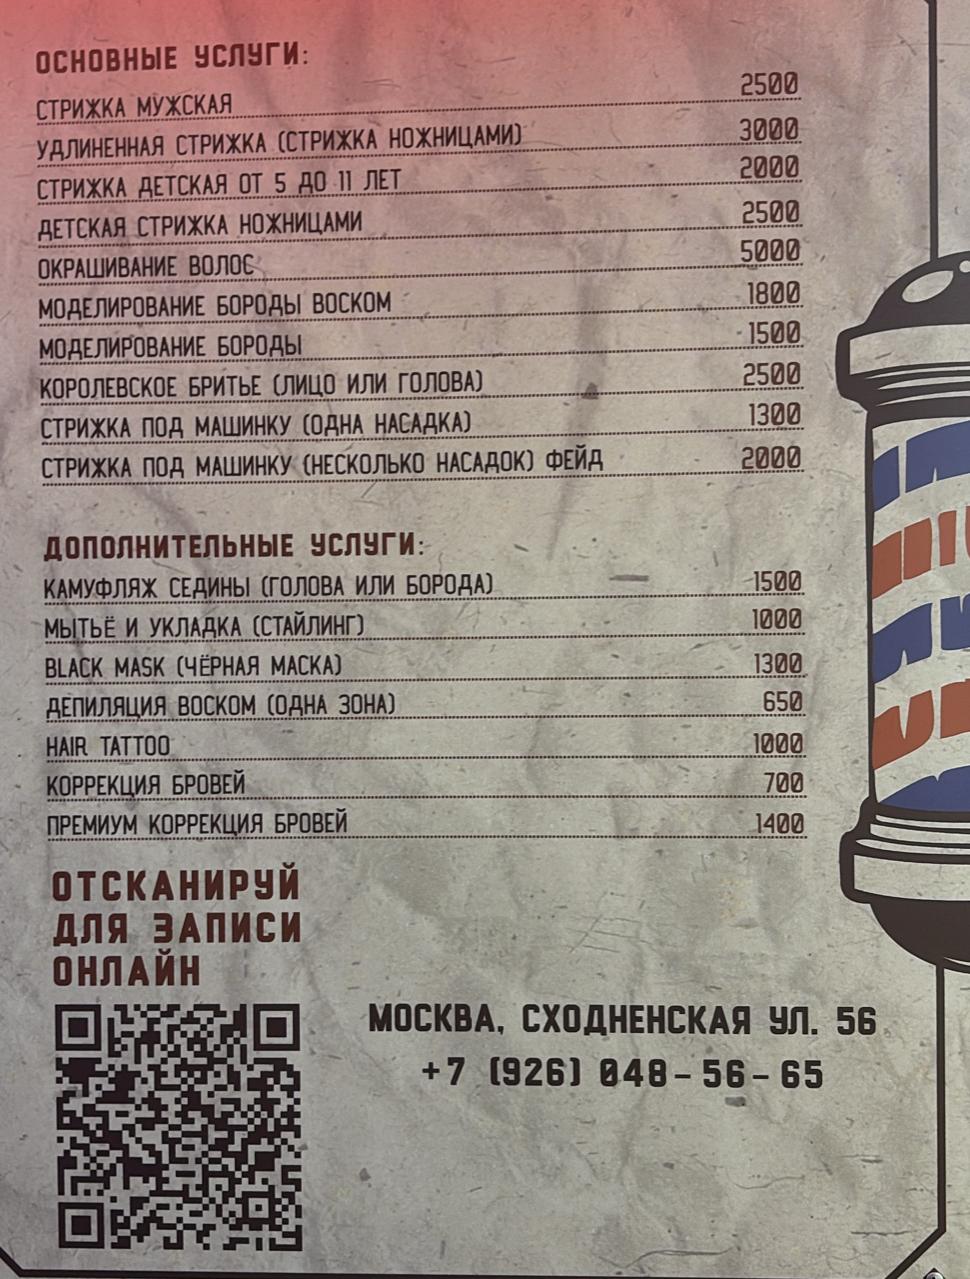 ОСНОВНЫЕ УСЛУГИ:
СТРИЖКА МУЖСКАЯ 2500
УДЛИНЕННАЯ СТРИЖКА (СТРИЖКА НОЖНИЦАМИ) 3000
СТРИЖКА ДЕТСКАЯ ОТ 5 ДО 11 ЛЕТ 2000
ДЕТСКАЯ СТРИЖКА НОЖНИЦАМИ 2500
ОКРАШИВАНИЕ ВОЛОС 5000
МОДЕЛИРОВАНИЕ БОРОДЫ ВОСКОМ 1800
МОДЕЛИРОВАНИЕ БОРОДЫ 1500
КОРОЛЕВСКОЕ БРИТЬЕ (ЛИЦО ИЛИ ГОЛОВА) 2500
СТРИЖКА ПОД МАШИНКУ (ОДНА НАСАДКА) 1300
СТРИЖКА ПОД МАШИНКУ (НЕСКОЛЬКО НАСАДОК) ФЕЙД 2000
ДОПОЛНИТЕЛЬНЫЕ УСЛУГИ:
КАМУФЛЯЖ СЕДИНЫ (ГОЛОВА ИЛИ БОРОДА) 1500
МЫТЬЁ И УКЛАДКА (СТАЙЛИНГ) 1000
BLACK MASK (ЧЁРНАЯ МАСКА) 1300
ДЕПИЛЯЦИЯ ВОСКОМ (ОДНА ЗОНА) 650
HAIR TATTOO 1000
КОРРЕКЦИЯ БРОВЕЙ 700
ПРЕМИУМ КОРРЕКЦИЯ БРОВЕЙ 1400
ОТСКАНИРУЙ
ДЛЯ ЗАПИСИ
ОНЛАЙН
МОСКВА, СХОДНЕНСКАЯ УЛ. 56
+7 (926) 048-56-65